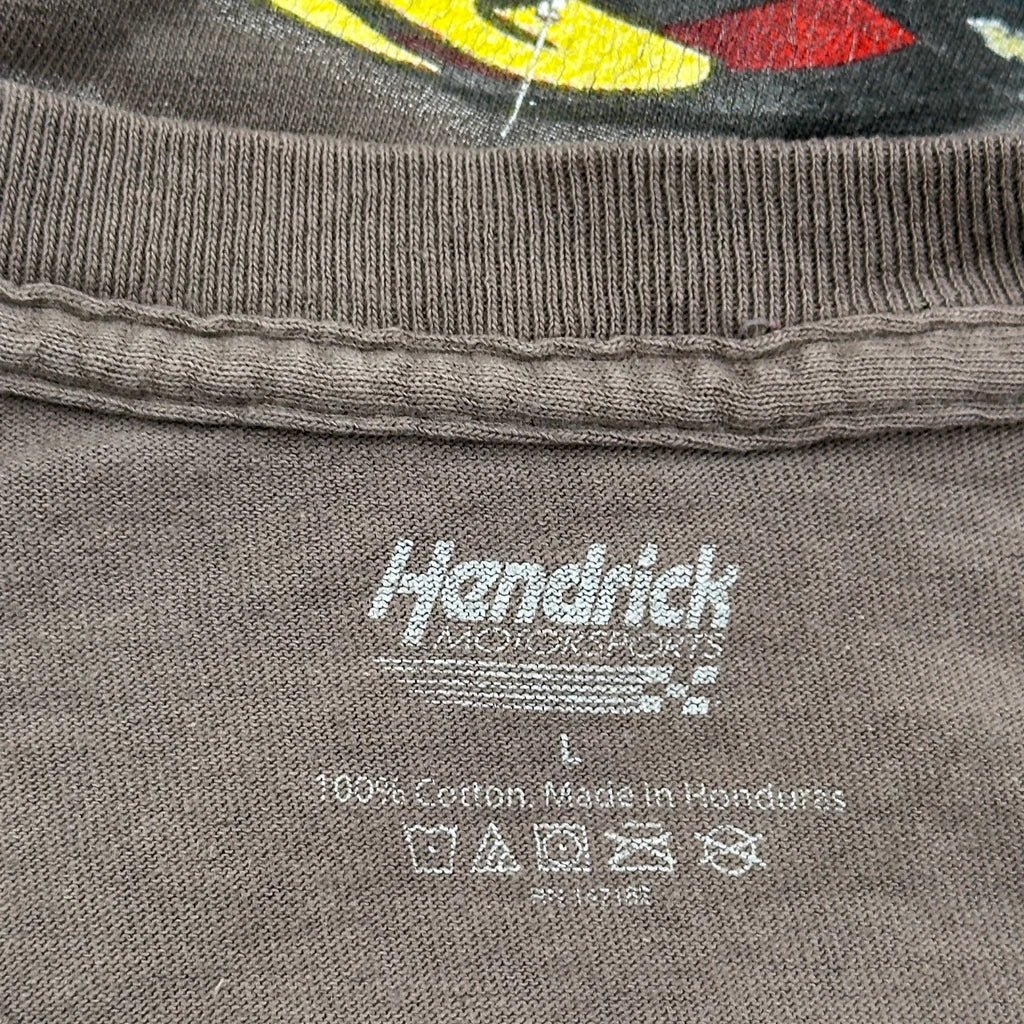 Hendrick
MOTORSPORTS
L
100% Cotton, Made in Honduras